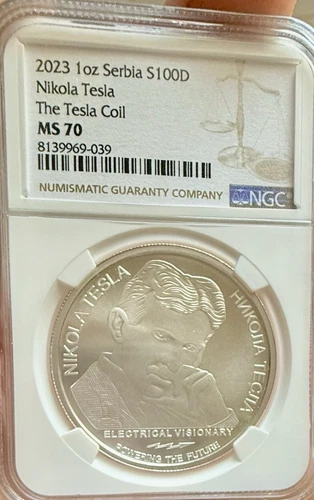 2023 1oz Serbia S100D
Nikola Tesla
The Tesla Coil
MS 70
8139969-039
NUMISMATIC GUARANTY COMPANY NGC
NIKOLA TESLA
НИКОЛА ТЕСЛА
ELECTRICAL VISIONARY
POWERING THE FUTURE